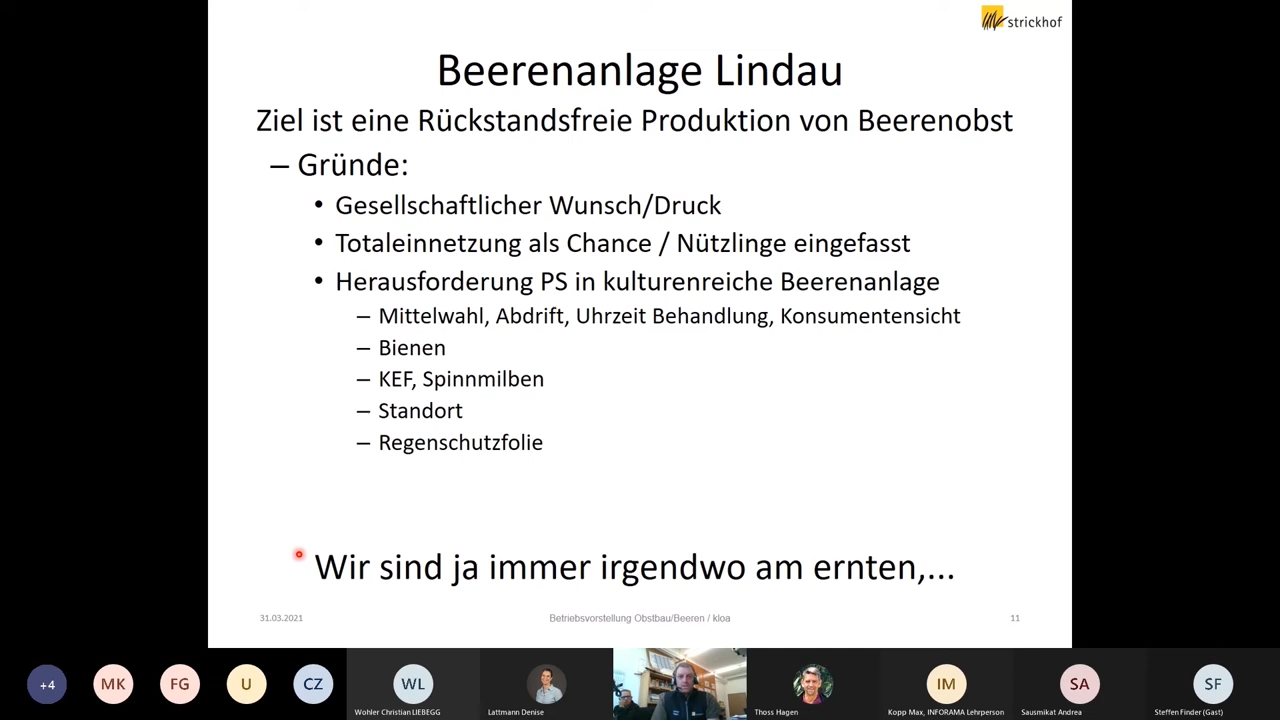 strickhof
Beerenanlage Lindau
Ziel ist eine Rückstandsfreie Produktion von Beerenobst
– Gründe:
• Gesellschaftlicher Wunsch/Druck
• Totaleinnetzung als Chance / Nützlinge eingefasst
• Herausforderung PS in kulturenreiche Beerenanlage
– Mittelwahl, Abdrift, Uhrzeit Behandlung, Konsumentensicht
– Bienen
– KEF, Spinnmilben
– Standort
– Regenschutzfolie
Wir sind ja immer irgendwo am ernten,...
31.03.2021 Betriebsvorstellung Obstbau/Beeren / kloa 11
+4 MK FG U CZ WL IM SA SF
Wohler Christian LIEBEGG Lattmann Denise Thoss Hagen Kopp Max, INFORAMA Lehrperson Sausmikat Andrea Steffen Finder (Gast)